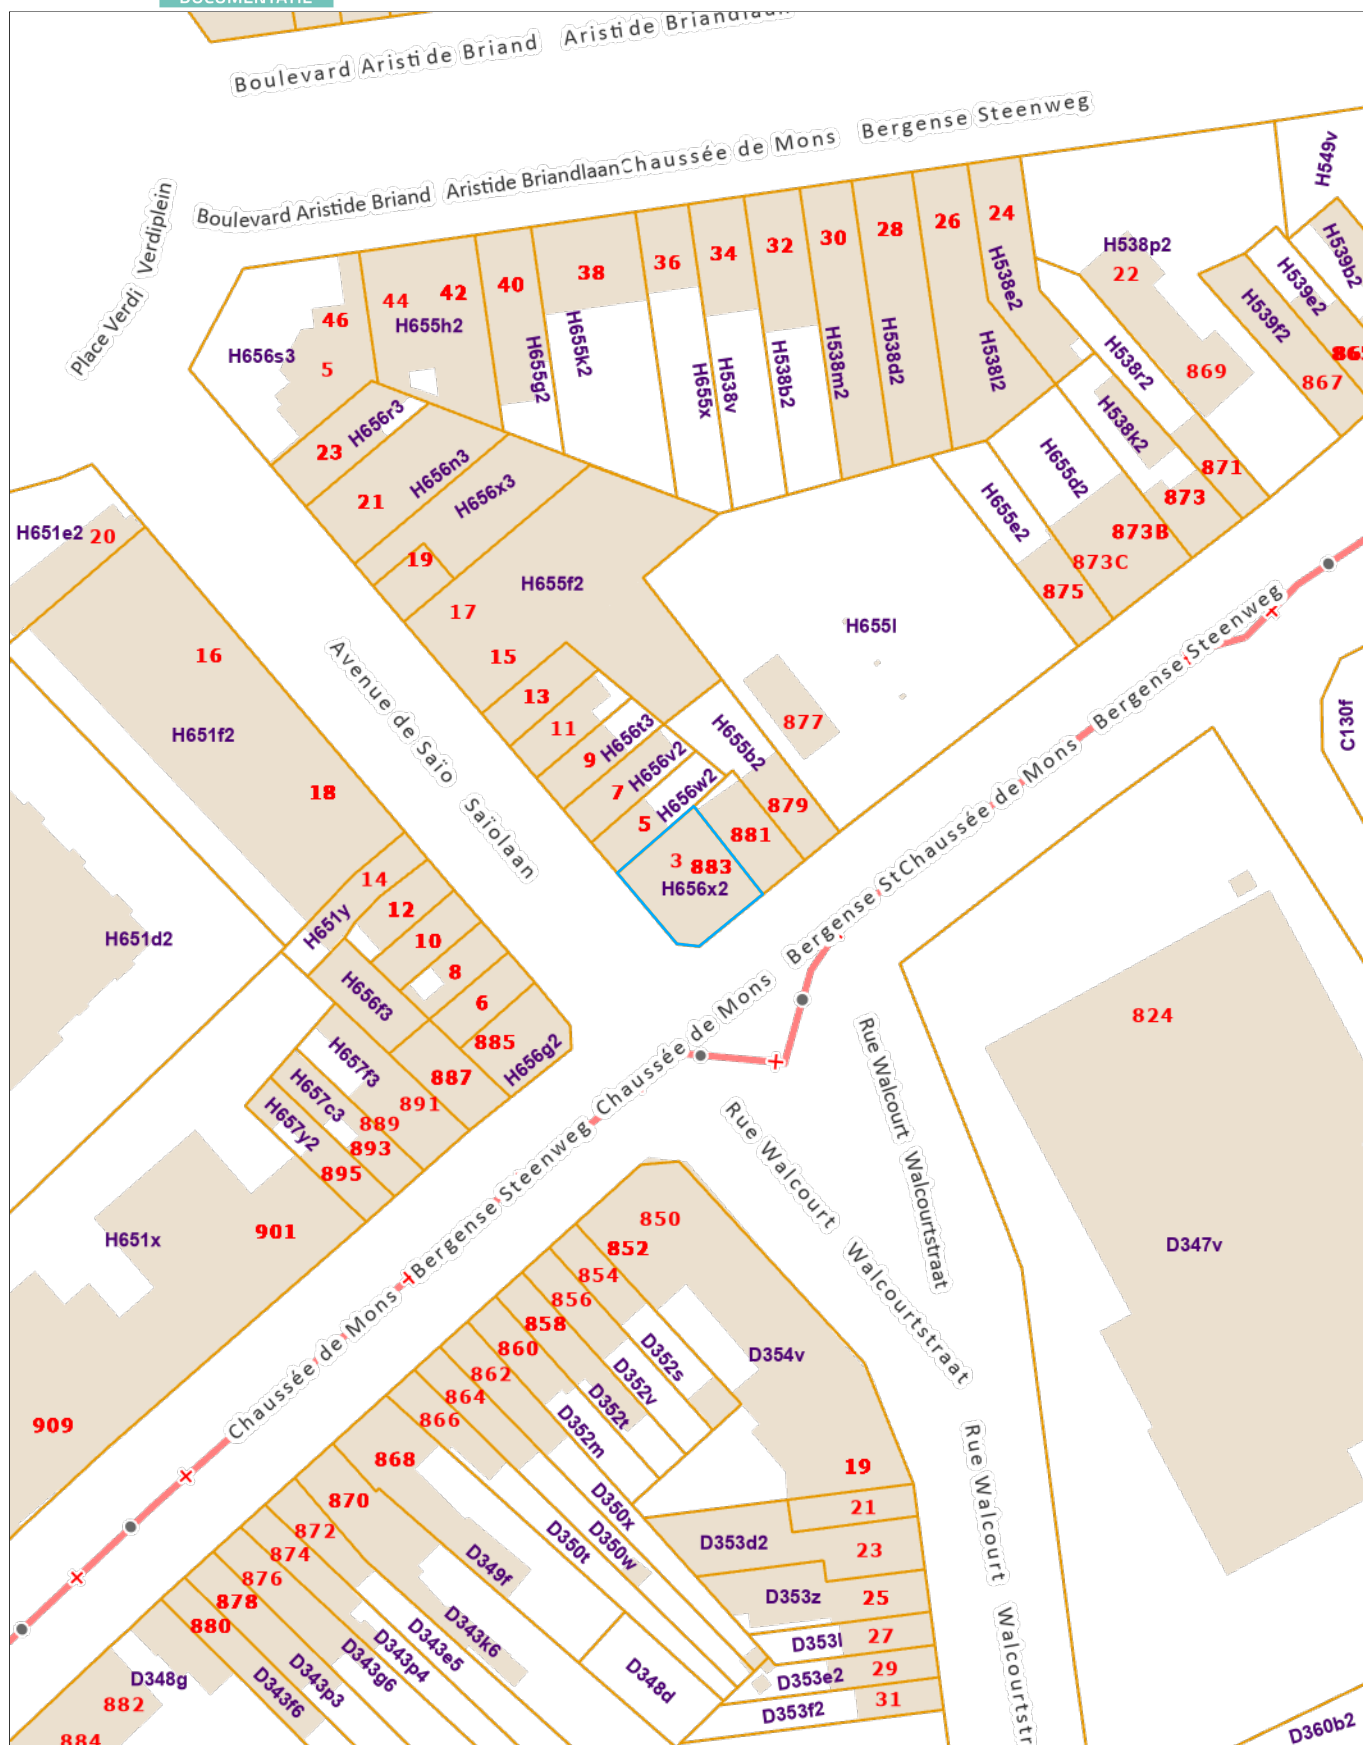 DOCUMENTATIE
Boulevard Aristide Briand Aristide Briandlaan
Chaussée de Mons Bergense Steenweg
Boulevard Aristide Briand Aristide Briandlaan
Place Verdi Verdiplein
H549v
H539b2
H538p2
22
H539e2
H539f2
867
869
H538r2
24
H538e2
26
H538l2
28
H538d2
30
H538m2
32
H538b2
34
H538v
36
H655x
38
H655k2
40
H655g2
42
44
H655h2
46
5
H656s3
H656r3
23
H656n3
21
H656x3
19
17
H655f2
15
13
11
9
H656t3
7
H656v2
5
H656w2
H655b2
879
881
3
883
H656x2
H655l
877
H538k2
871
873
H655d2
873B
873C
H655e2
875
H651e2
20
16
H651f2
18
Avenue de Saïo Saïolaan
14
12
10
8
6
H651y
H651d2
H656f3
885
H656g2
887
H657f3
891
H657c3
889
893
H657y2
895
901
H651x
909
C130f
Bergense Steenweg
Chaussée de Mons
Bergense St
Chaussée de Mons
Bergense Steenweg
Chaussée de Mons
824
D347v
Rue Walcourt Walcourtstraat
Rue Walcourt Walcourtstraat
Rue Walcourt Walcourtstr
850
852
854
856
858
860
862
864
866
868
870
872
874
876
878
880
882
884
D354v
D352s
D352v
D352t
D352m
D350x
D350w
D350t
D349f
D343k6
D343e5
D343p4
D343g6
D343p3
D343f6
D348g
D348d
19
21
D353d2
23
D353z
25
D353l
27
D353e2
29
D353f2
31
D360b2